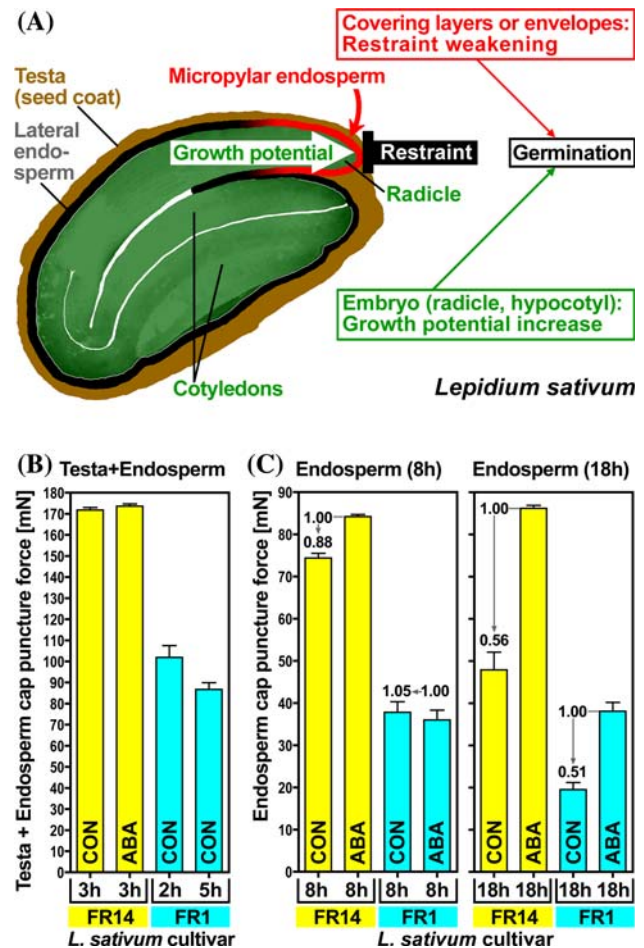 (A)
Covering layers or envelopes:
Restraint weakening
Micropylar endosperm
Testa
(seed coat)
Lateral
endo-
sperm
Growth potential
Restraint
Germination
Radicle
Embryo (radicle, hypocotyl):
Growth potential increase
Cotyledons
Lepidium sativum
(B) Testa+Endosperm
Testa + Endosperm cap puncture force [mN]
180
170
160
150
140
130
120
110
100
90
80
70
60
50
40
30
20
10
0
CON
ABA
CON
CON
3h 3h 2h 5h
FR14 FR1
L. sativum cultivar
(C) Endosperm (8h) Endosperm (18h)
Endosperm cap puncture force [mN]
90
80
70
60
50
40
30
20
10
0
1.00
0.88
1.05 1.00
CON
ABA
CON
ABA
8h 8h 8h 8h
FR14 FR1
1.00
0.56
1.00
0.51
CON
ABA
CON
ABA
18h 18h 18h 18h
FR14 FR1
L. sativum cultivar